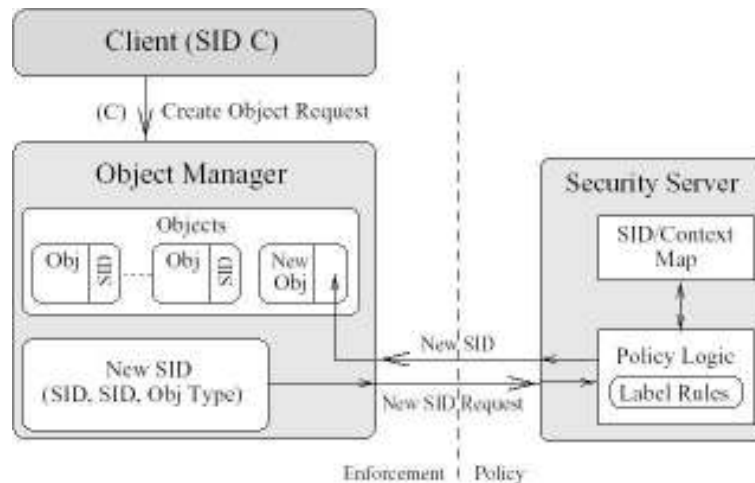 Client (SID C)
(C) Create Object Request
Object Manager
Objects
Obj SID
Obj SID
New Obj
New SID
(SID, SID, Obj Type)
New SID
New SID Request
Security Server
SID/Context
Map
Policy Logic
Label Rules
Enforcement
Policy